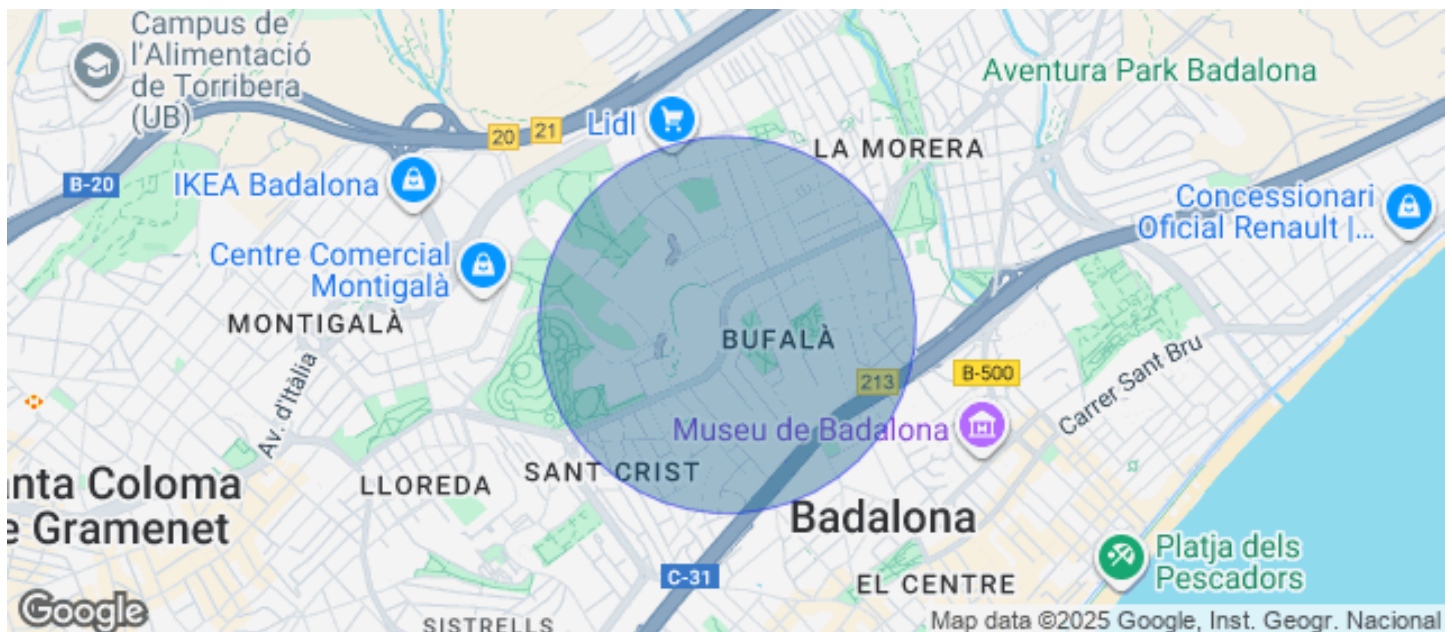 Campus de
l'Alimentació
de Torribera
(UB)
Aventura Park Badalona
Lidl
20
21
LA MORERA
B-20
IKEA Badalona
Concessionari
Oficial Renault |...
Centre Comercial
Montigalà
MONTIGALÀ
BUFALÀ
213
B-500
Carrer Sant Bru
Av. d'Itàlia
Museu de Badalona
SANT CRIST
LLOREDA
nta Coloma
e Gramenet
Badalona
Platja dels
Pescadors
C-31
EL CENTRE
SISTRELLS
Google
Map data ©2025 Google, Inst. Geogr. Nacional